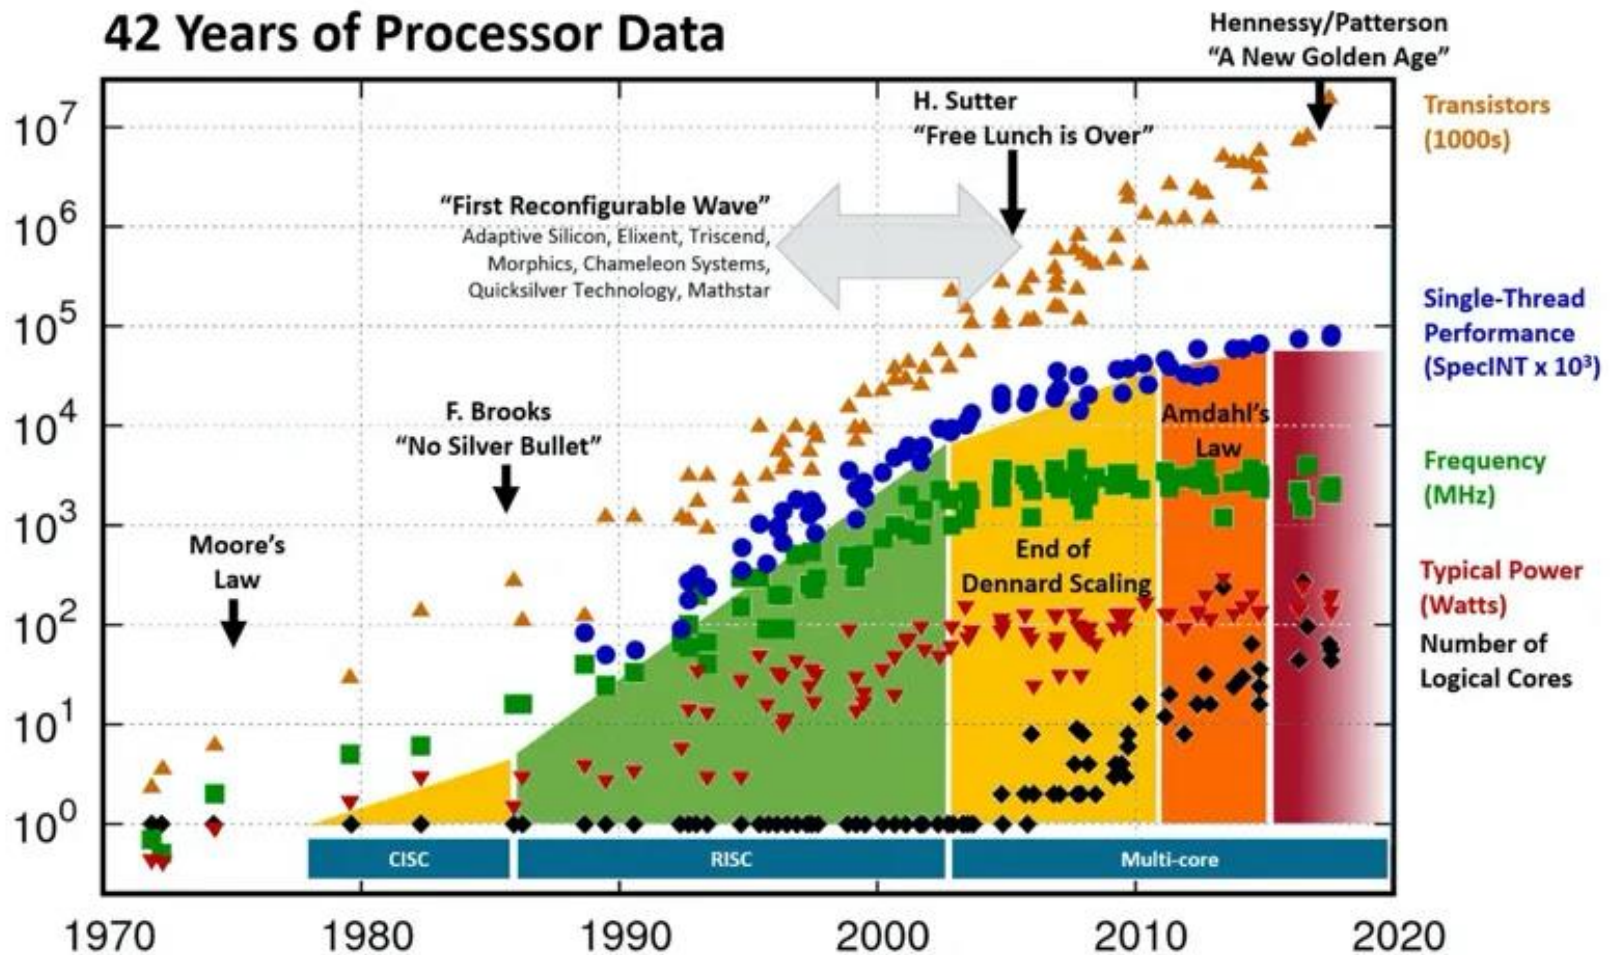 42 Years of Processor Data
Hennessy/Patterson
“A New Golden Age”
H. Sutter
“Free Lunch is Over”
“First Reconfigurable Wave”
Adaptive Silicon, Elixent, Triscend,
Morphics, Chameleon Systems,
Quicksilver Technology, Mathstar
F. Brooks
“No Silver Bullet”
Moore’s
Law
Amdahl’s
Law
End of
Dennard Scaling
10⁷
10⁶
10⁵
10⁴
10³
10²
10¹
10⁰
Transistors
(1000s)
Single-Thread
Performance
(SpecINT x 10³)
Frequency
(MHz)
Typical Power
(Watts)
Number of
Logical Cores
CISC
RISC
Multi-core
1970
1980
1990
2000
2010
2020